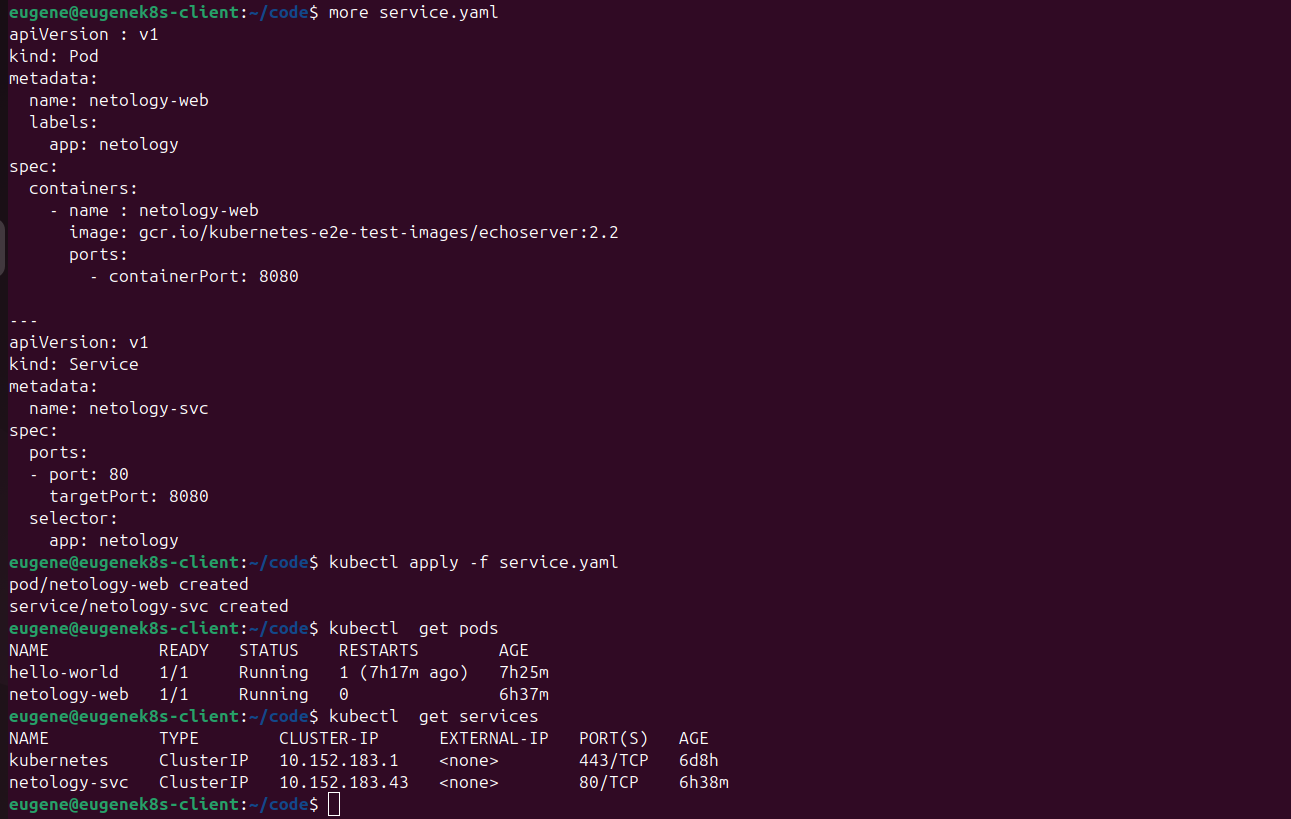 eugene@eugenek8s-client:~/code$ more service.yaml
apiVersion : v1
kind: Pod
metadata:
  name: netology-web
  labels:
    app: netology
spec:
  containers:
    - name : netology-web
      image: gcr.io/kubernetes-e2e-test-images/echoserver:2.2
      ports:
        - containerPort: 8080

---
apiVersion: v1
kind: Service
metadata:
  name: netology-svc
spec:
  ports:
  - port: 80
    targetPort: 8080
  selector:
    app: netology
eugene@eugenek8s-client:~/code$ kubectl apply -f service.yaml
pod/netology-web created
service/netology-svc created
eugene@eugenek8s-client:~/code$ kubectl  get pods
NAME           READY   STATUS    RESTARTS        AGE
hello-world    1/1     Running   1 (7h17m ago)   7h25m
netology-web   1/1     Running   0               6h37m
eugene@eugenek8s-client:~/code$ kubectl  get services
NAME           TYPE        CLUSTER-IP      EXTERNAL-IP   PORT(S)   AGE
kubernetes     ClusterIP   10.152.183.1    <none>        443/TCP   6d8h
netology-svc   ClusterIP   10.152.183.43   <none>        80/TCP    6h38m
eugene@eugenek8s-client:~/code$